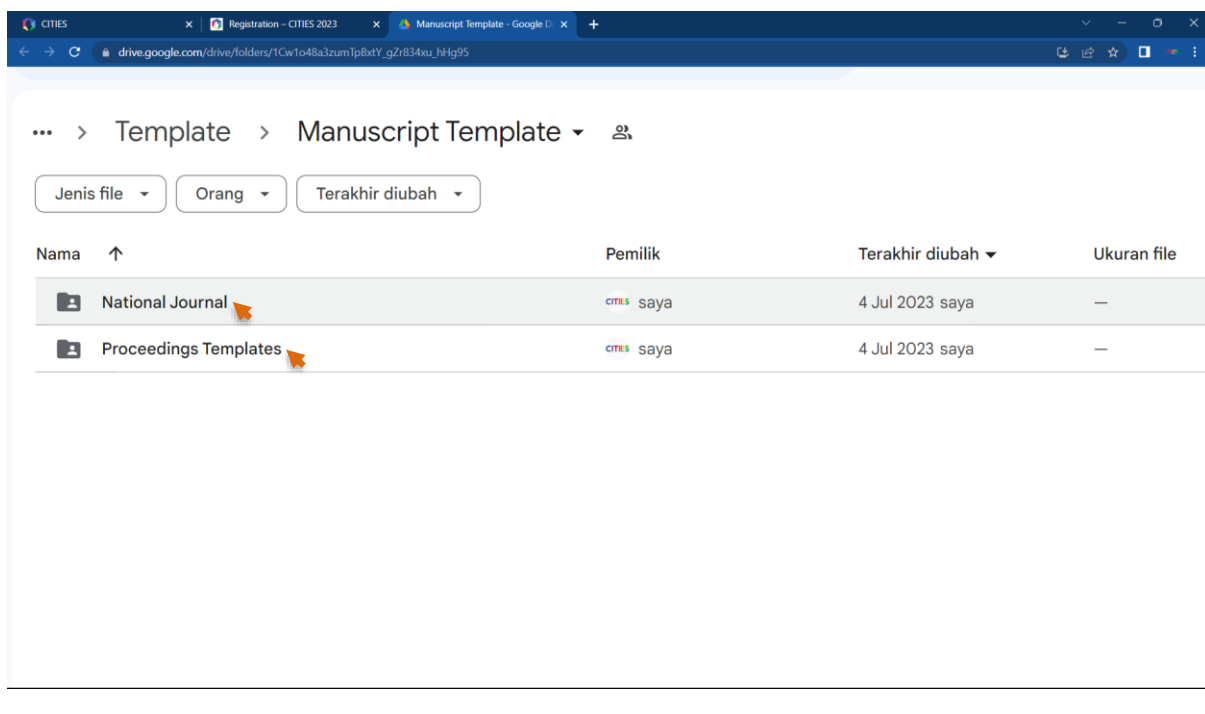 CITIES
Registration – CITIES 2023
Manuscript Template - Google D
drive.google.com/drive/folders/1Cw1o48a3zumTpBxtY_gZr834xu_hHg95
... > Template > Manuscript Template
Jenis file Orang Terakhir diubah
Nama Pemilik Terakhir diubah Ukuran file
National Journal CITIES saya 4 Jul 2023 saya —
Proceedings Templates CITIES saya 4 Jul 2023 saya —